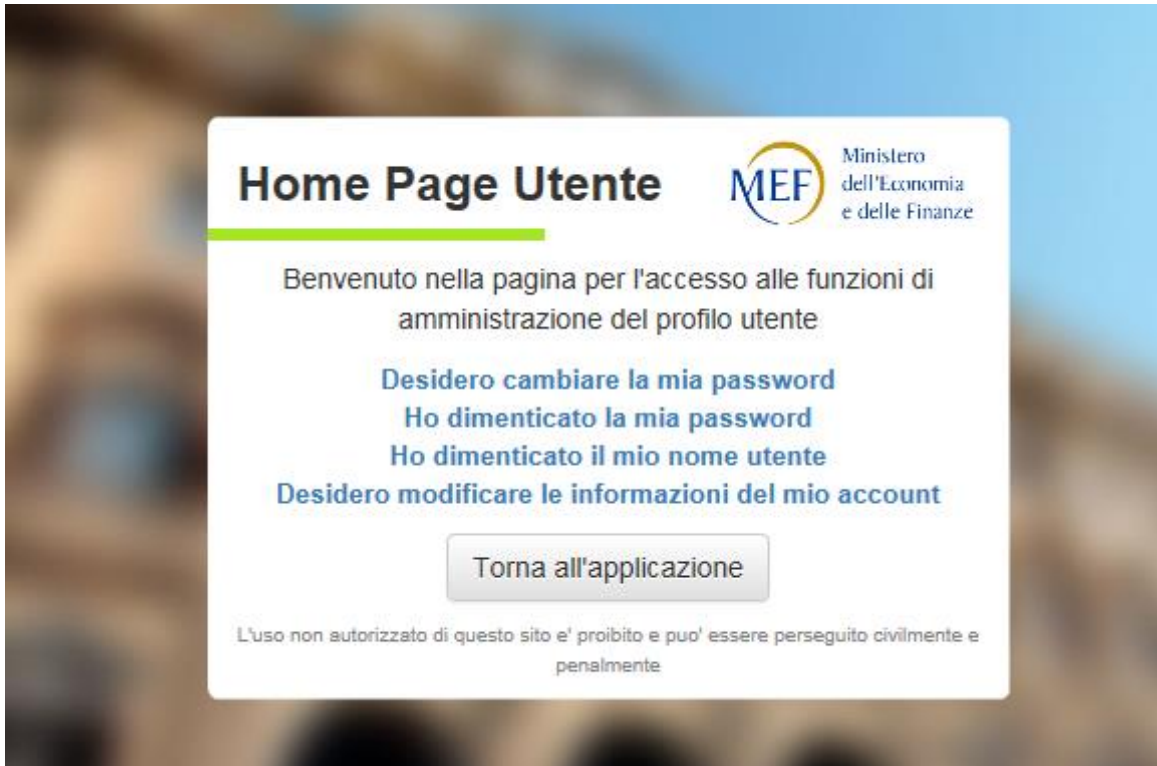 Home Page Utente
MEF
Ministero
dell'Economia
e delle Finanze
Benvenuto nella pagina per l'accesso alle funzioni di
amministrazione del profilo utente
Desidero cambiare la mia password
Ho dimenticato la mia password
Ho dimenticato il mio nome utente
Desidero modificare le informazioni del mio account
Torna all'applicazione
L'uso non autorizzato di questo sito e' proibito e puo' essere perseguito civilmente e
penalmente